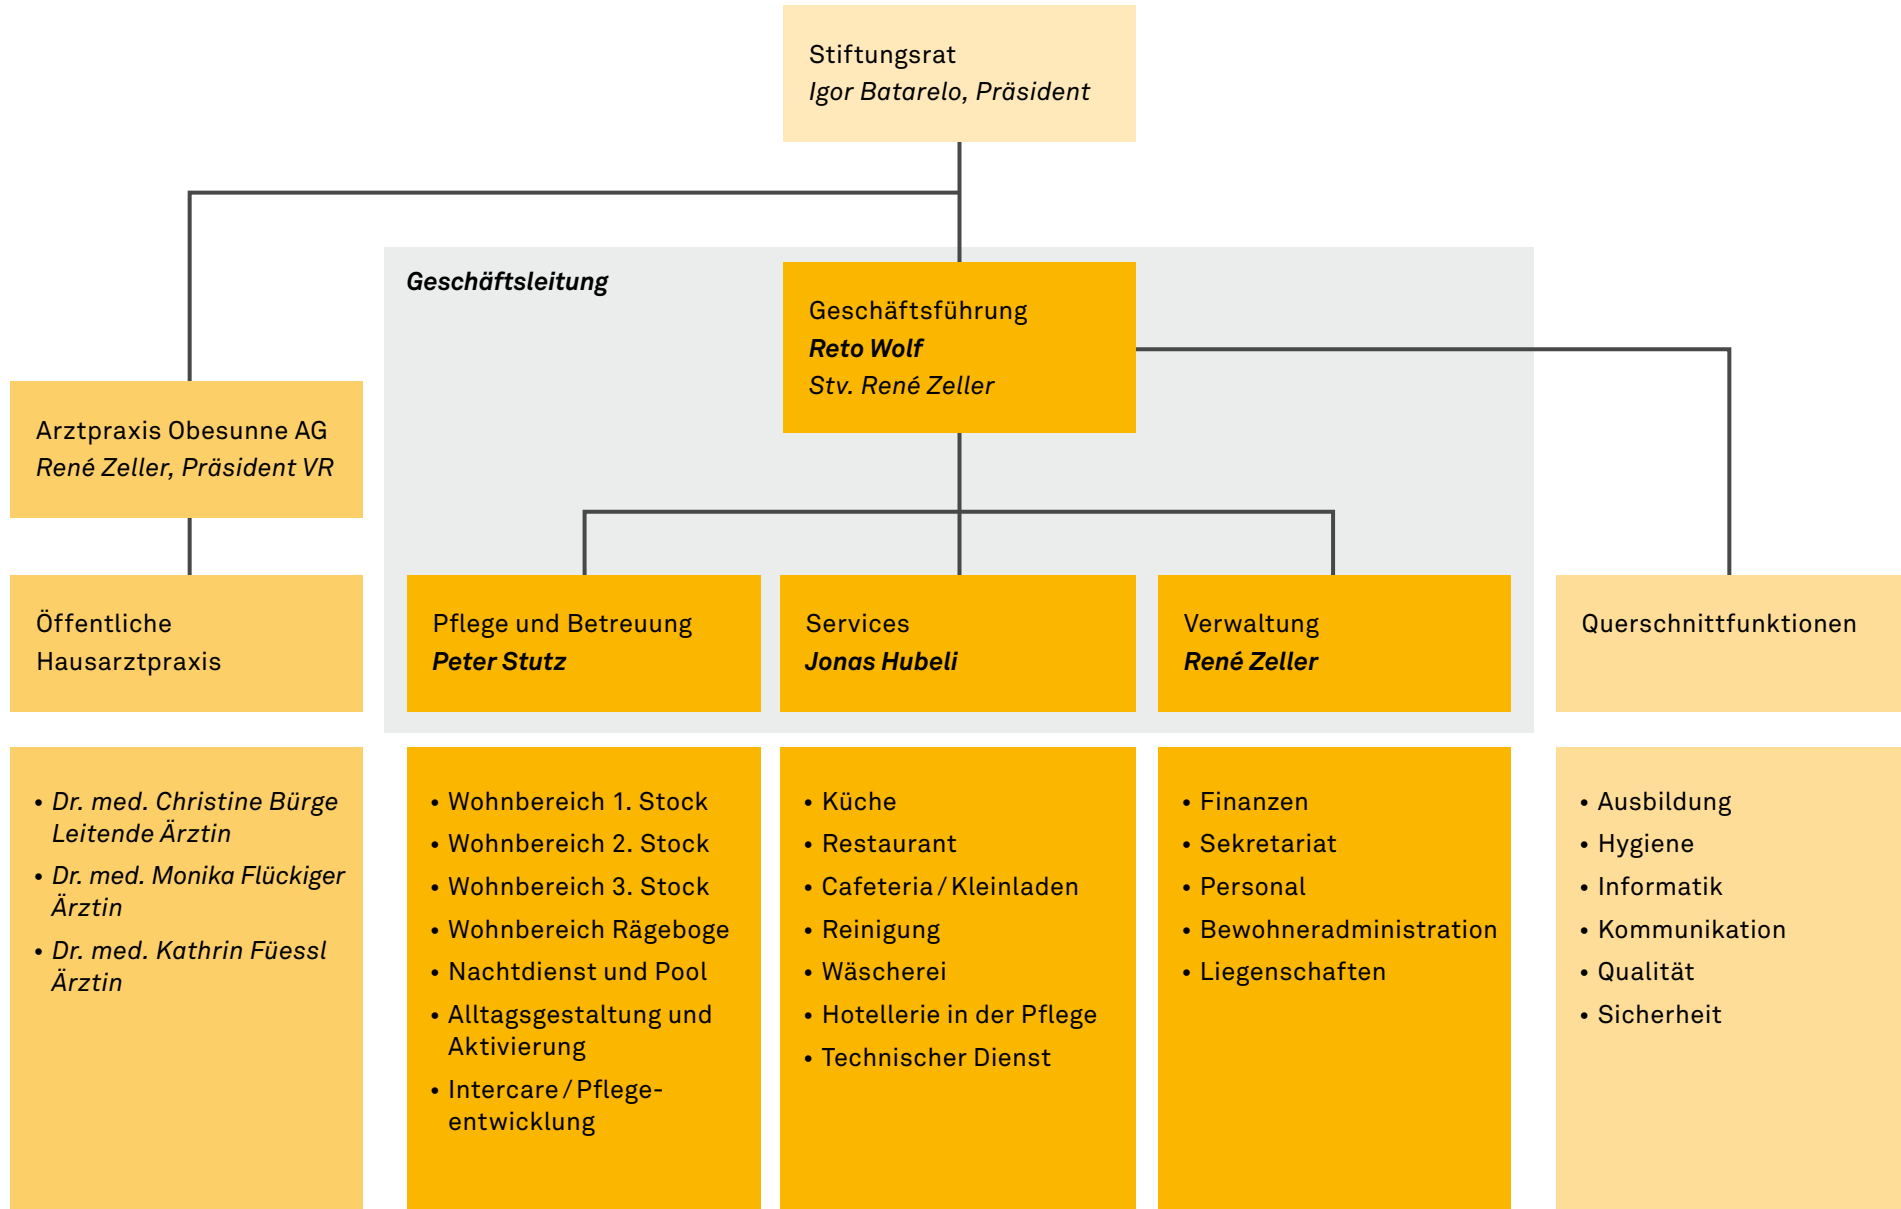 Stiftungsrat
Igor Batarelo, Präsident
Geschäftsleitung
Geschäftsführung
Reto Wolf
Stv. René Zeller
Arztpraxis Obesunne AG
René Zeller, Präsident VR
Öffentliche
Hausarztpraxis
Pflege und Betreuung
Peter Stutz
Services
Jonas Hubeli
Verwaltung
René Zeller
Querschnittfunktionen
• Dr. med. Christine Bürge
Leitende Ärztin
• Dr. med. Monika Flückiger
Ärztin
• Dr. med. Kathrin Füessl
Ärztin
• Wohnbereich 1. Stock
• Wohnbereich 2. Stock
• Wohnbereich 3. Stock
• Wohnbereich Rägeboge
• Nachtdienst und Pool
• Alltagsgestaltung und
Aktivierung
• Intercare / Pflege-
entwicklung
• Küche
• Restaurant
• Cafeteria / Kleinladen
• Reinigung
• Wäscherei
• Hotellerie in der Pflege
• Technischer Dienst
• Finanzen
• Sekretariat
• Personal
• Bewohneradministration
• Liegenschaften
• Ausbildung
• Hygiene
• Informatik
• Kommunikation
• Qualität
• Sicherheit